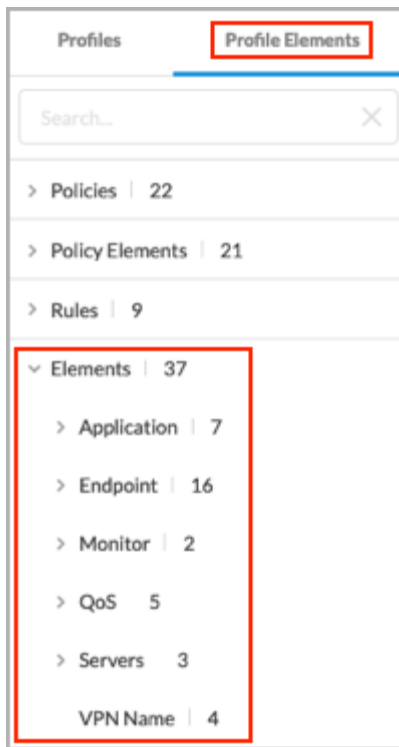 Profiles Profile Elements
Search...
Policies 22
Policy Elements 21
Rules 9
Elements 37
Application 7
Endpoint 16
Monitor 2
QoS 5
Servers 3
VPN Name 4